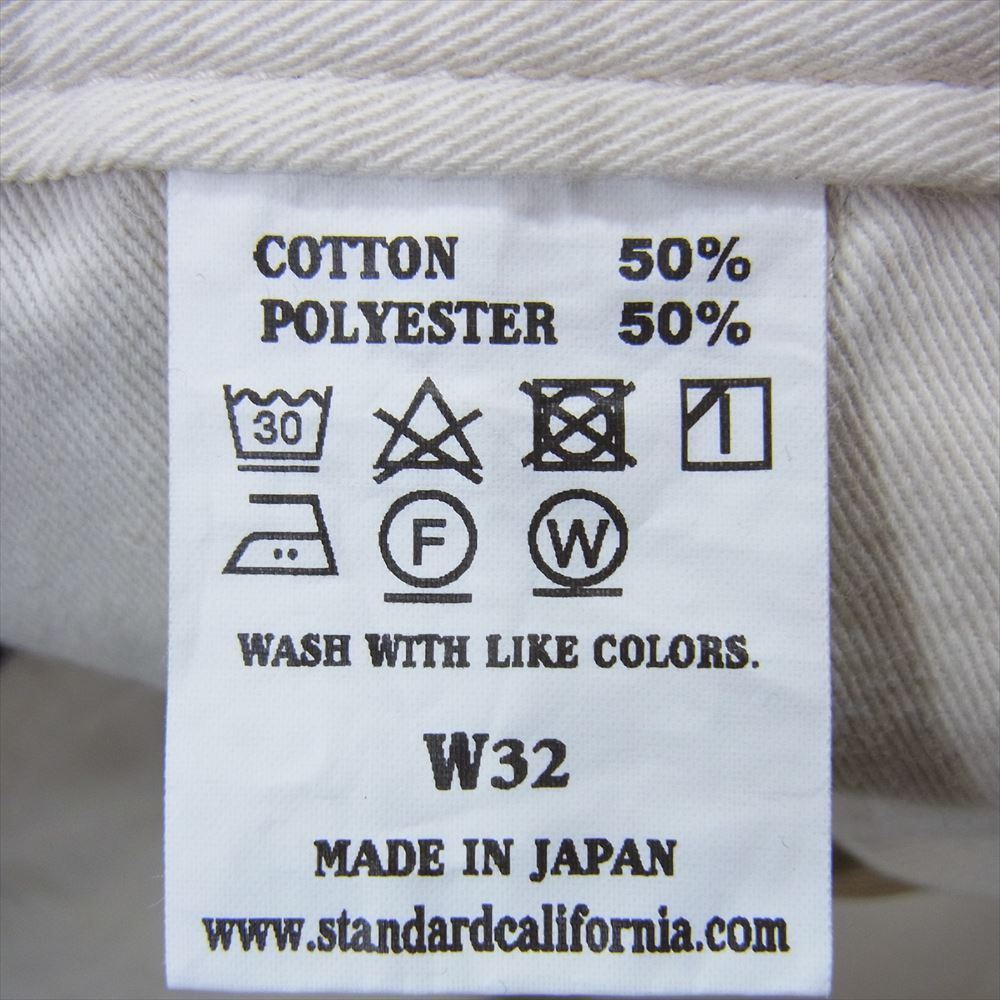 COTTON 50%
POLYESTER 50%
30
F W
WASH WITH LIKE COLORS.
W32
MADE IN JAPAN
www.standardcalifornia.com